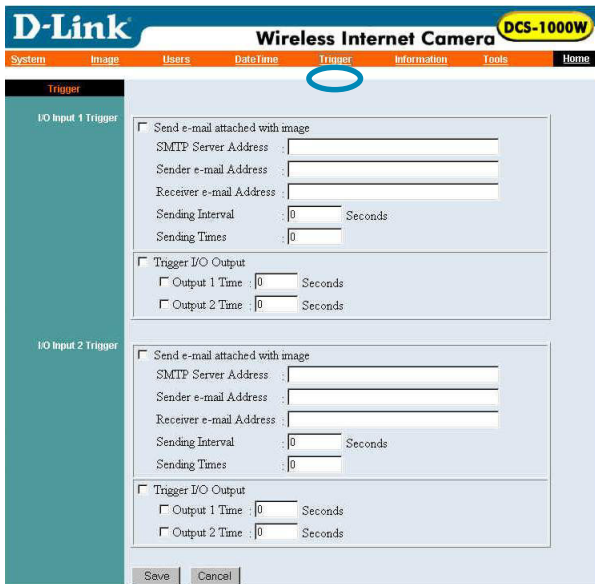 D-Link
Wireless Internet Camera DCS-1000W
System Image Users DateTime Trigger Information Tools Home
Trigger
I/O Input 1 Trigger
Send e-mail attached with image
SMTP Server Address :
Sender e-mail Address :
Receiver e-mail Address :
Sending Interval : 0 Seconds
Sending Times : 0
Trigger I/O Output
Output 1 Time : 0 Seconds
Output 2 Time : 0 Seconds
I/O Input 2 Trigger
Send e-mail attached with image
SMTP Server Address :
Sender e-mail Address :
Receiver e-mail Address :
Sending Interval : 0 Seconds
Sending Times : 0
Trigger I/O Output
Output 1 Time : 0 Seconds
Output 2 Time : 0 Seconds
Save Cancel